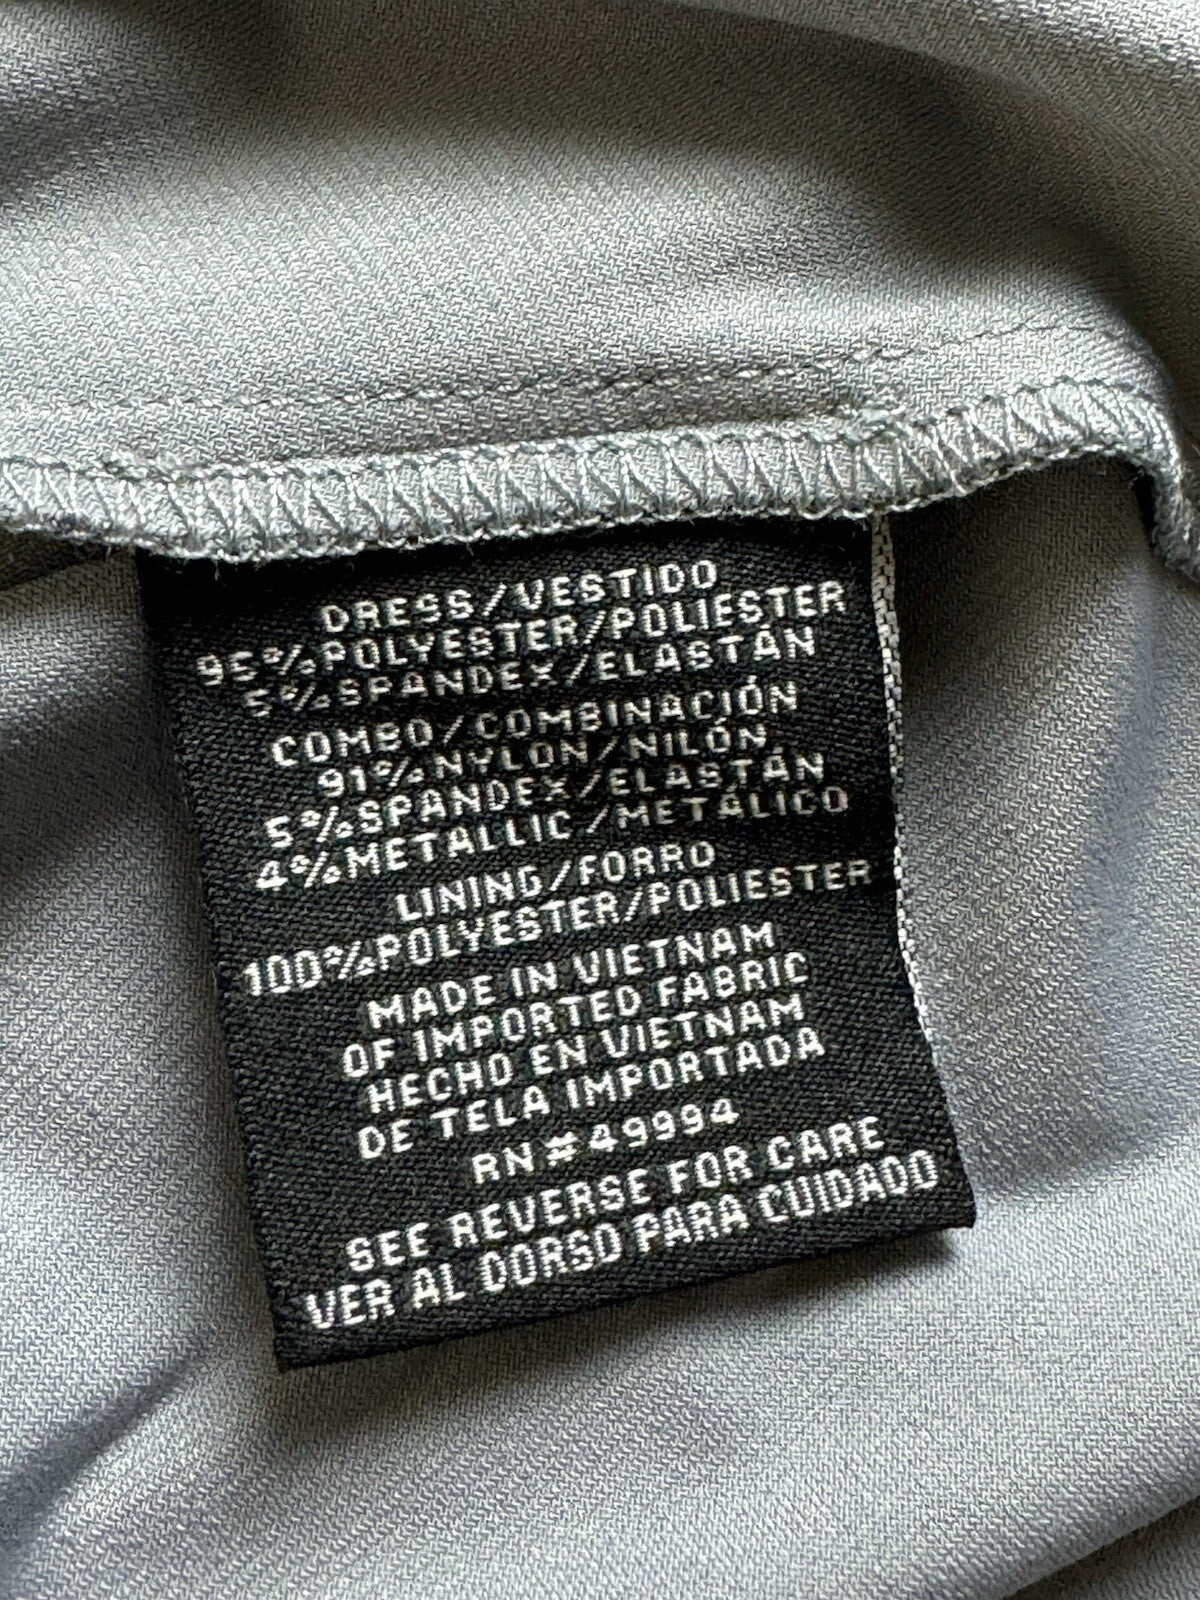 DRESS/VESTIDO
95%POLYESTER/POLIESTER
5%SPANDEX/ELASTÁN
COMBO/COMBINACIÓN
91%NYLON/NILÓN
5%SPANDEX/ELASTÁN
4%METALLIC/METÁLICO
LINING/FORRO
100%POLYESTER/POLIESTER
MADE IN VIETNAM
OF IMPORTED FABRIC
HECHO EN VIETNAM
DE TELA IMPORTADA
RN#49994
SEE REVERSE FOR CARE
VER AL DORSO PARA CUIDADO